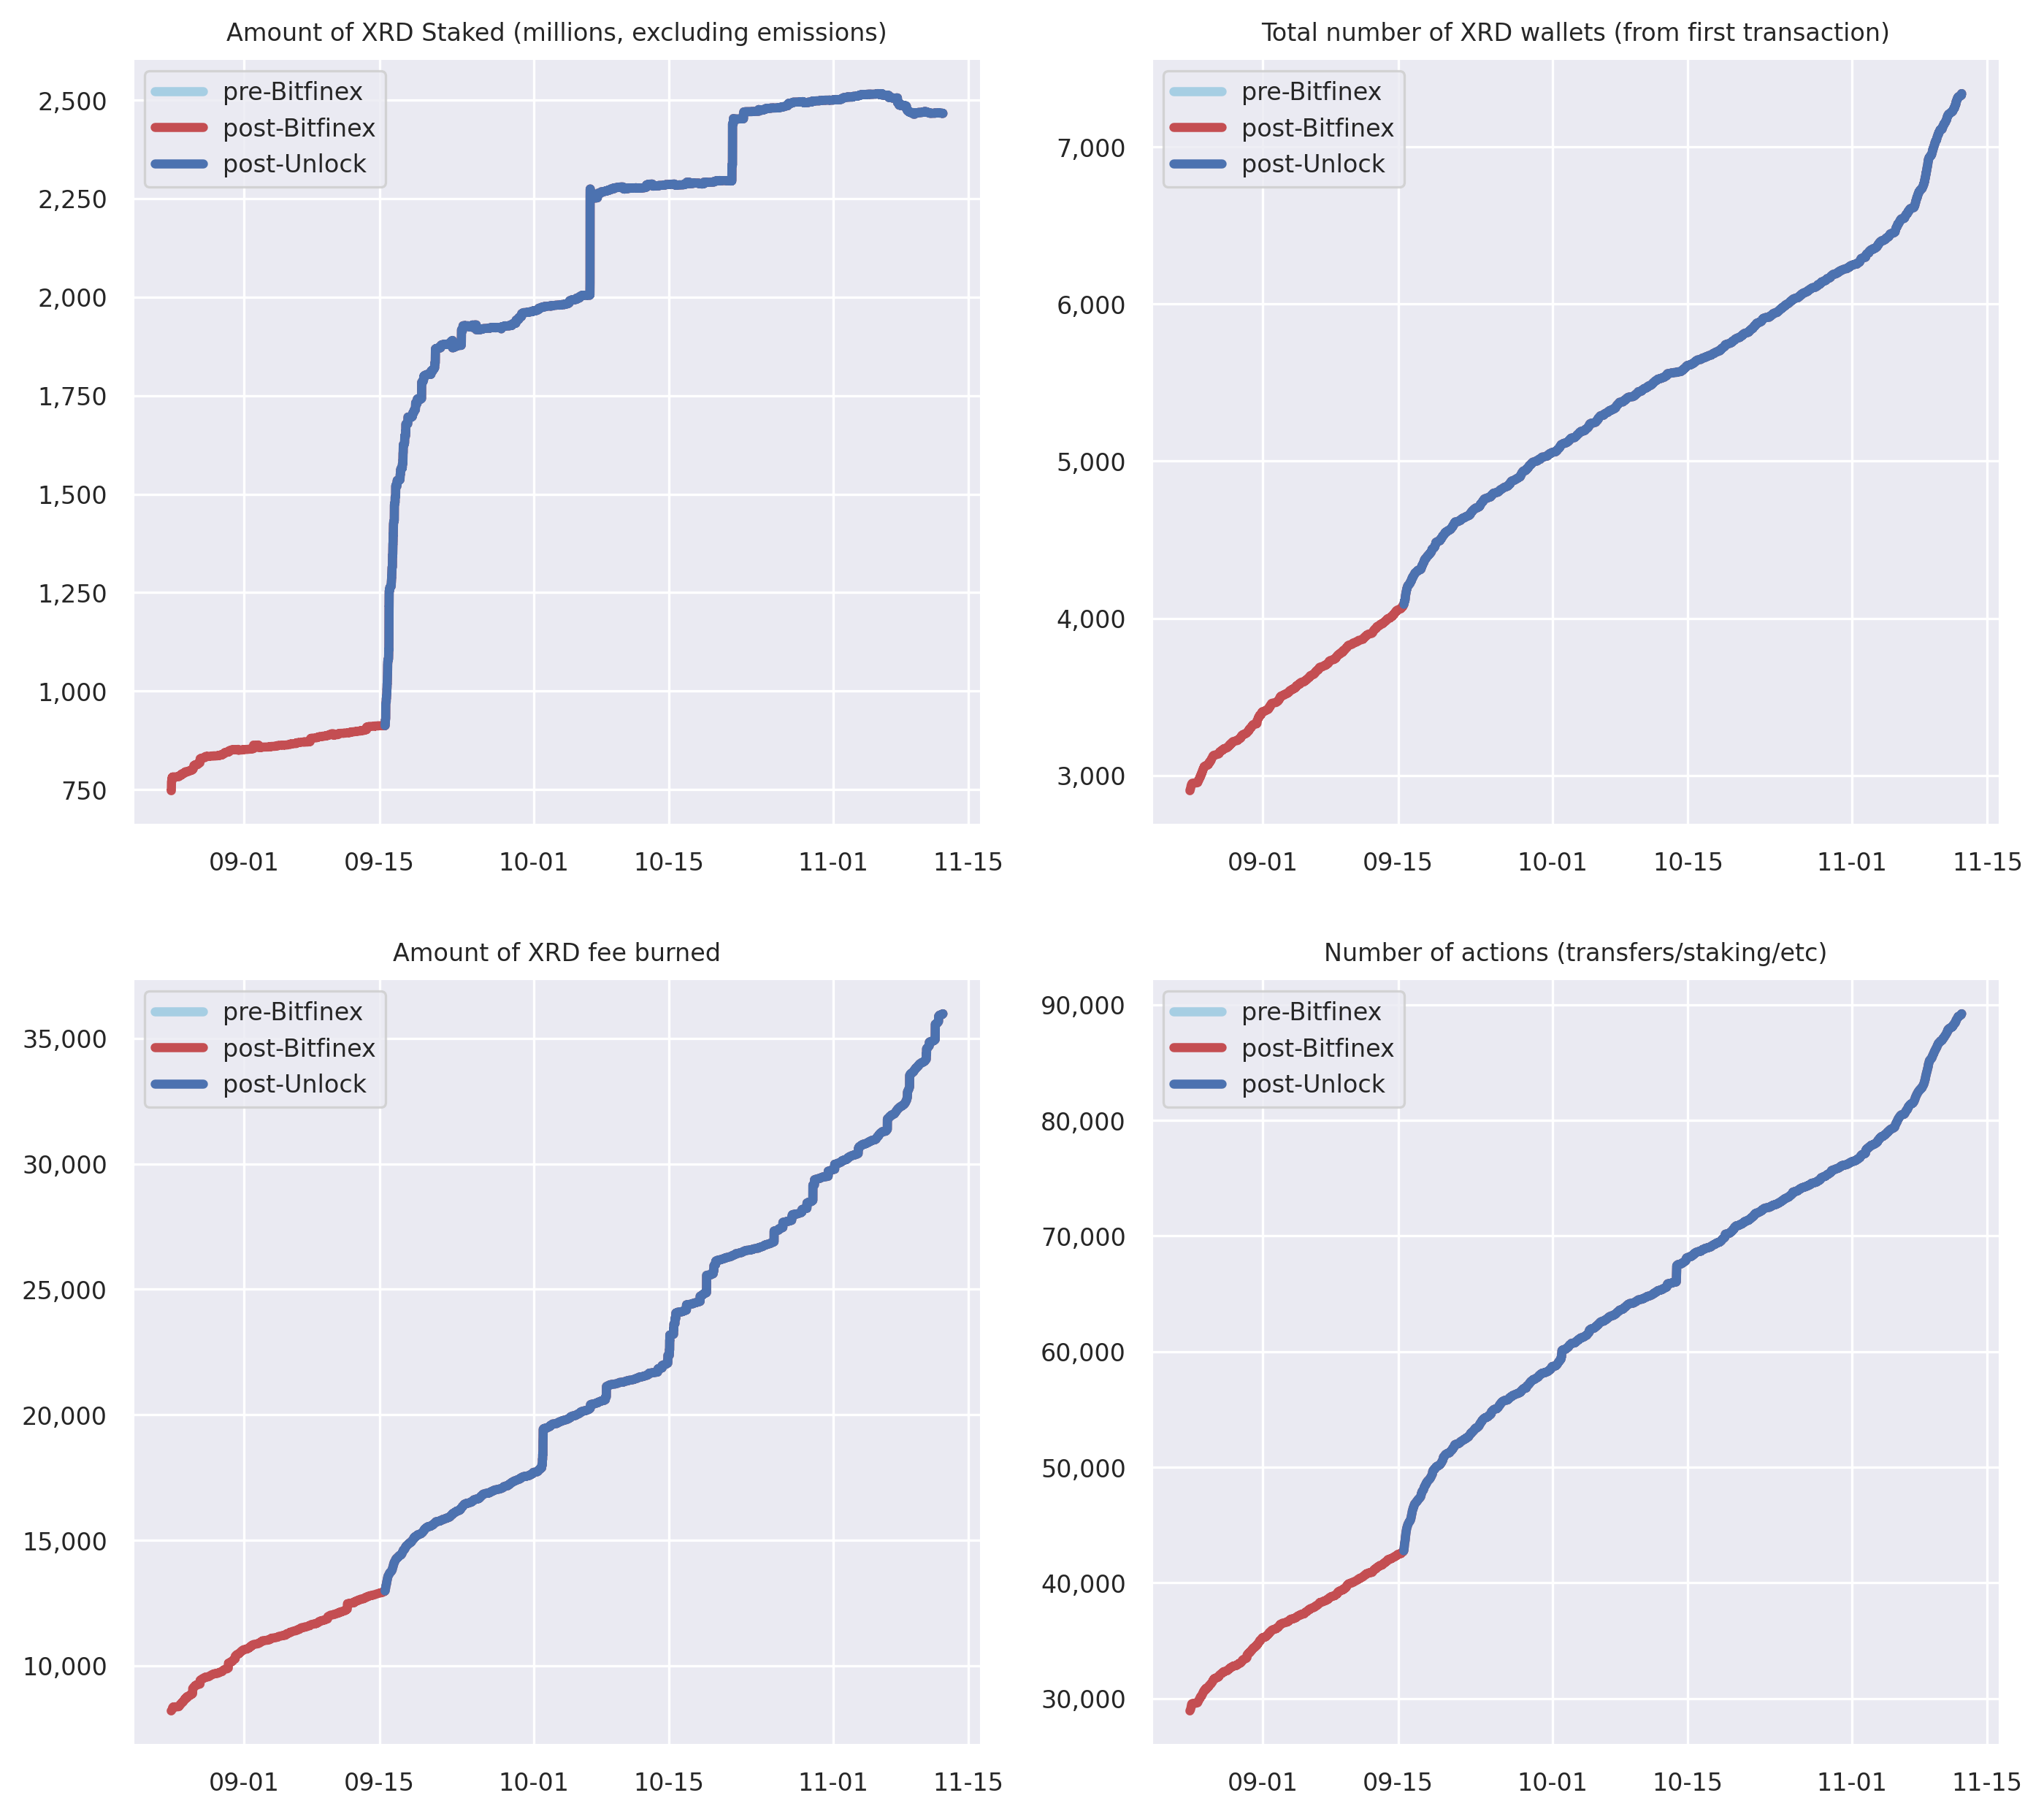 Amount of XRD Staked (millions, excluding emissions)
pre-Bitfinex
post-Bitfinex
post-Unlock
2,500
2,250
2,000
1,750
1,500
1,250
1,000
750
09-01 09-15 10-01 10-15 11-01 11-15
Total number of XRD wallets (from first transaction)
pre-Bitfinex
post-Bitfinex
post-Unlock
7,000
6,000
5,000
4,000
3,000
09-01 09-15 10-01 10-15 11-01 11-15
Amount of XRD fee burned
pre-Bitfinex
post-Bitfinex
post-Unlock
35,000
30,000
25,000
20,000
15,000
10,000
09-01 09-15 10-01 10-15 11-01 11-15
Number of actions (transfers/staking/etc)
pre-Bitfinex
post-Bitfinex
post-Unlock
90,000
80,000
70,000
60,000
50,000
40,000
30,000
09-01 09-15 10-01 10-15 11-01 11-15